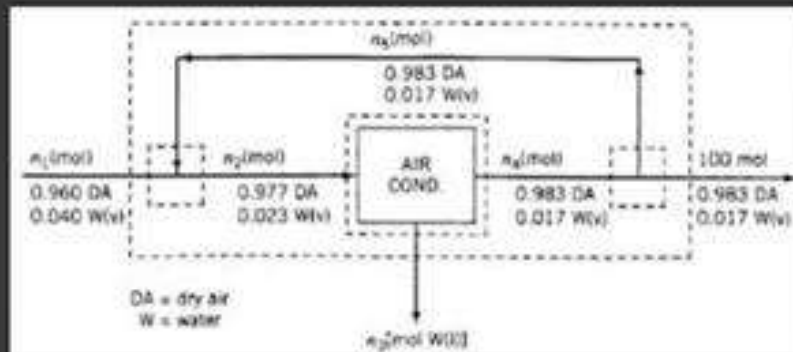 n₅(mol)
0.983 DA
0.017 W(v)
n₁(mol)
0.960 DA
0.040 W(v)
n₂(mol)
0.977 DA
0.023 W(v)
AIR
COND.
n₄(mol)
0.983 DA
0.017 W(v)
100 mol
0.983 DA
0.017 W(v)
DA = dry air
W = water
n₃[mol W(l)]